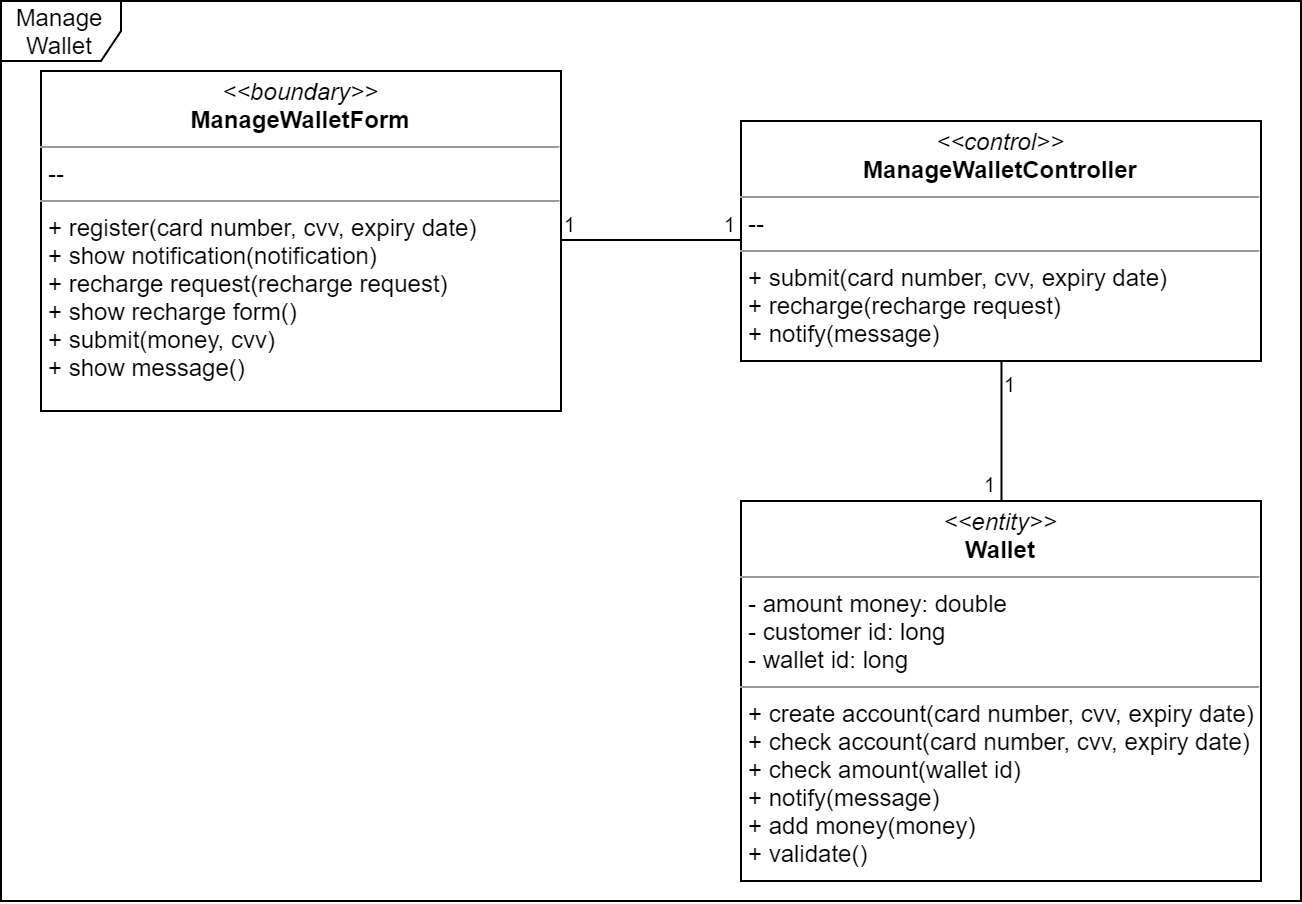 Manage
Wallet
<<boundary>>
ManageWalletForm
--
+ register(card number, cvv, expiry date)
+ show notification(notification)
+ recharge request(recharge request)
+ show recharge form()
+ submit(money, cvv)
+ show message()
1
1
<<control>>
ManageWalletController
--
+ submit(card number, cvv, expiry date)
+ recharge(recharge request)
+ notify(message)
1
1
<<entity>>
Wallet
- amount money: double
- customer id: long
- wallet id: long
+ create account(card number, cvv, expiry date)
+ check account(card number, cvv, expiry date)
+ check amount(wallet id)
+ notify(message)
+ add money(money)
+ validate()